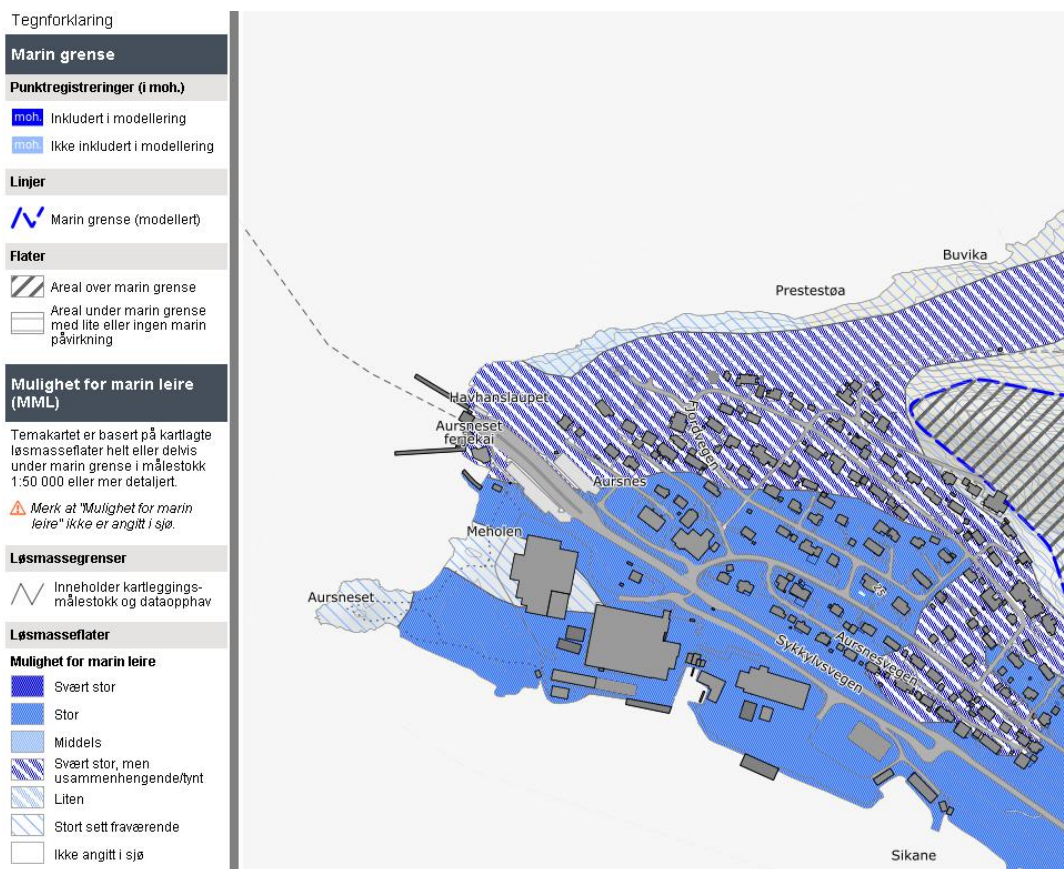 Tegnforklaring
Marin grense
Punktregistreringer (i moh.)
moh. Inkludert i modellering
moh. Ikke inkludert i modellering
Linjer
Marin grense (modellert)
Flater
Areal over marin grense
Areal under marin grense
med lite eller ingen marin
påvirkning
Mulighet for marin leire
(MML)
Temakartet er basert på kartlagte
løsmasseflater helt eller delvis
under marin grense i målestokk
1:50 000 eller mer detaljert.
Merk at "Mulighet for marin
leire" ikke er angitt i sjø.
Løsmassegrenser
Inneholder kartleggings-
målestokk og dataopphav
Løsmasseflater
Mulighet for marin leire
Svært stor
Stor
Middels
Svært stor, men
usammenhengende/tynt
Liten
Stort sett fraværende
Ikke angitt i sjø
Buvika
Prestestøa
Havhanslaupet
Aursneset
ferjekai
Fjordvegen
Aursnes
Meholen
Aursneset
Aursnesvegen
Sykkylvsvegen
Sikane